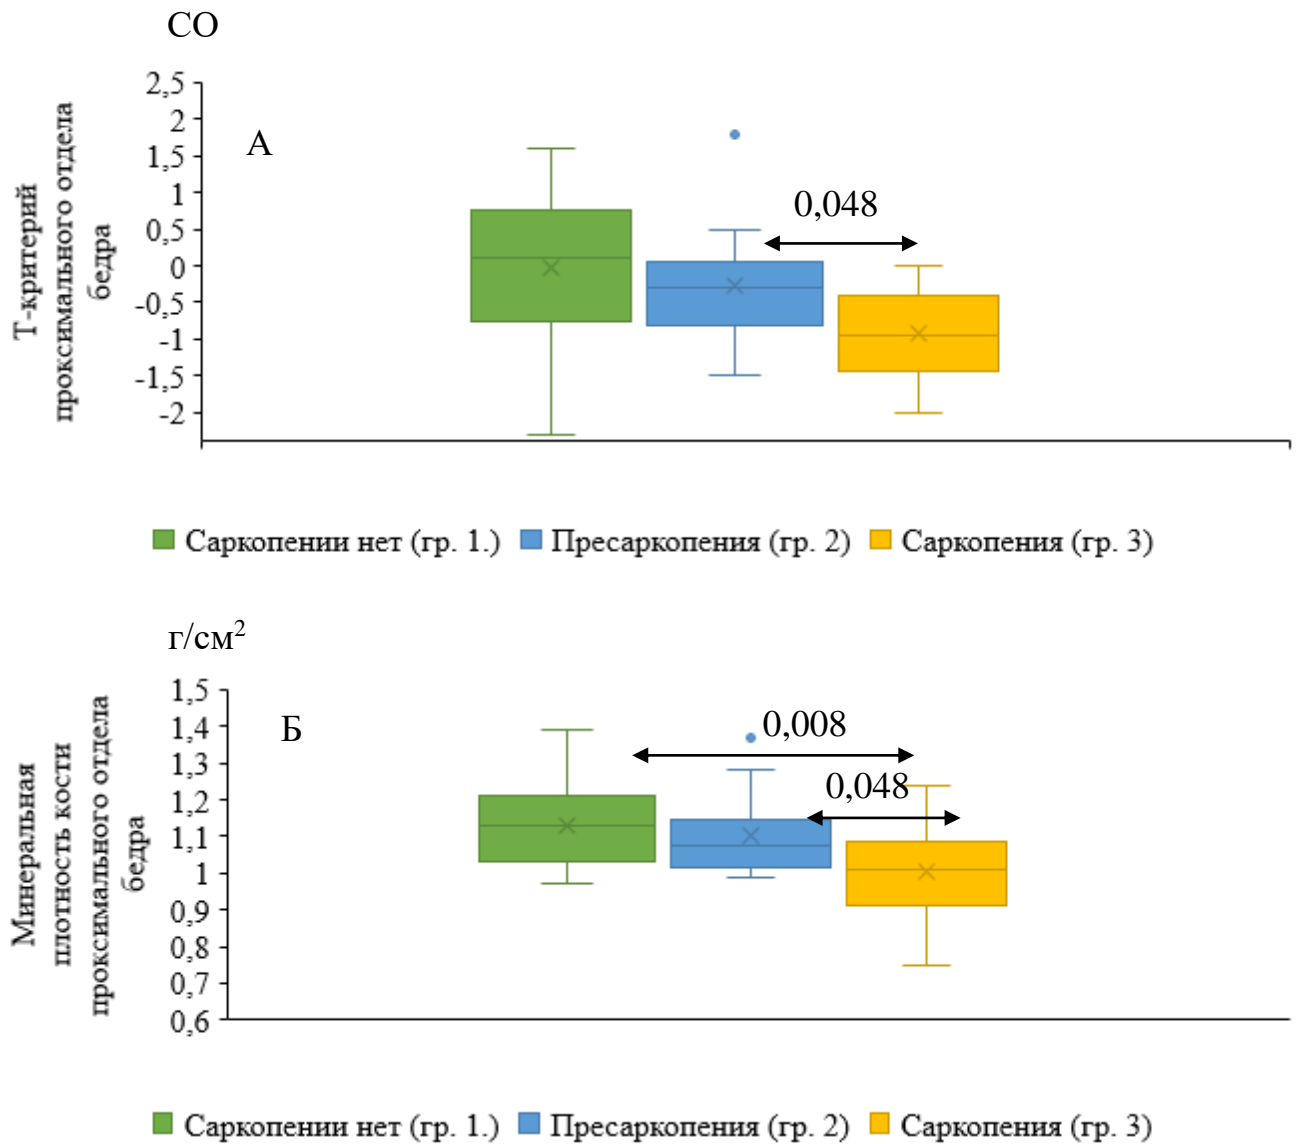 СО
Т-критерий
проксимального отдела
бедра
2,5
2
1,5
1
0,5
0
-0,5
-1
-1,5
-2
А
0,048
Саркопении нет (гр. 1.) Пресаркопения (гр. 2) Саркопения (гр. 3)
г/см²
Минеральная
плотность кости
проксимального отдела
бедра
1,5
1,4
1,3
1,2
1,1
1
0,9
0,8
0,7
0,6
Б
0,008
0,048
Саркопении нет (гр. 1.) Пресаркопения (гр. 2) Саркопения (гр. 3)